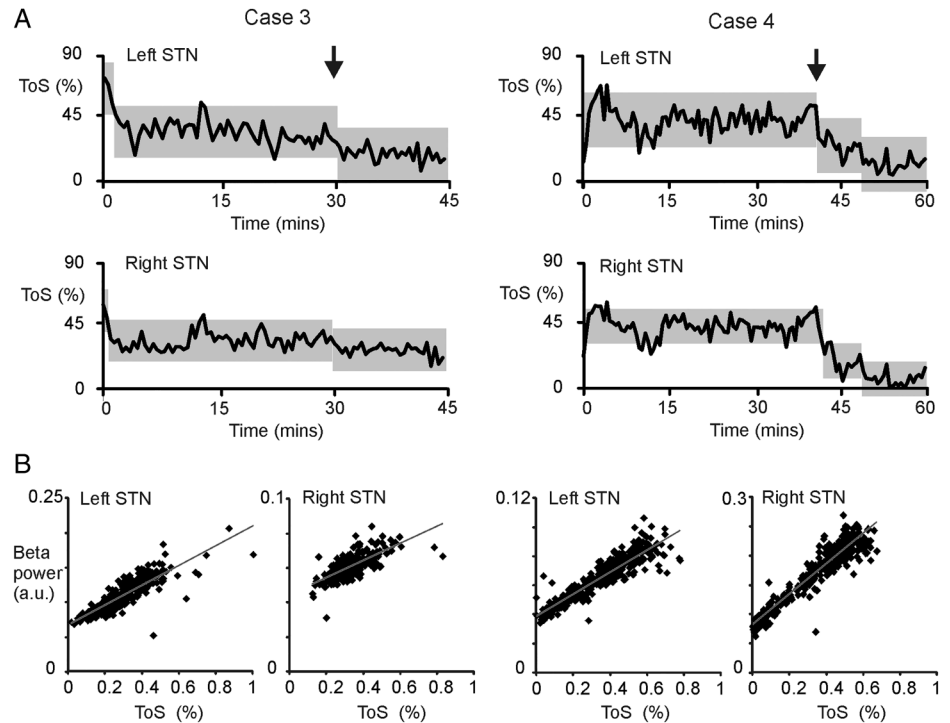 A
Case 3
Case 4
Left STN
90
ToS (%)
45
0
0 15 30 45
Time (mins)
Left STN
90
ToS (%)
45
0
0 15 30 45 60
Time (mins)
Right STN
90
ToS (%)
45
0
0 15 30 45
Time (mins)
Right STN
90
ToS (%)
45
0
0 15 30 45 60
Time (mins)
B
0.25
Left STN
Beta
power
(a.u.)
0
0 0.2 0.4 0.6 0.8 1
ToS (%)
0.1
Right STN
0
0 0.2 0.4 0.6 0.8 1
ToS (%)
0.12
Left STN
0
0 0.2 0.4 0.6 0.8 1
ToS (%)
0.3
Right STN
0
0 0.2 0.4 0.6 0.8 1
ToS (%)